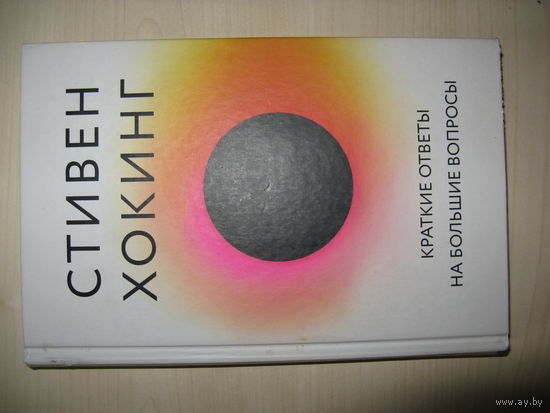 СТИВЕН
ХОКИНГ
КРАТКИЕ ОТВЕТЫ
НА БОЛЬШИЕ ВОПРОСЫ
www.ay.by